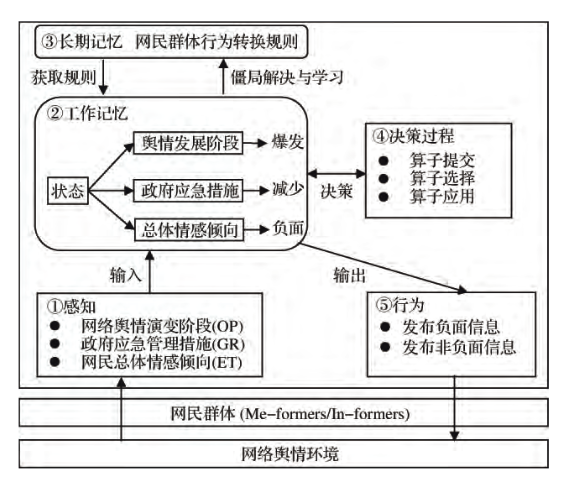 ③长期记忆 网民群体行为转换规则
获取规则
僵局解决与学习
②工作记忆
舆情发展阶段
爆发
状态
政府应急措施
减少
总体情感倾向
负面
决策
④决策过程
● 算子提交
● 算子选择
● 算子应用
输入
输出
①感知
● 网络舆情演变阶段(OP)
● 政府应急管理措施(GR)
● 网民总体情感倾向(ET)
⑤行为
● 发布负面信息
● 发布非负面信息
网民群体 (Me-formers/In-formers)
网络舆情环境